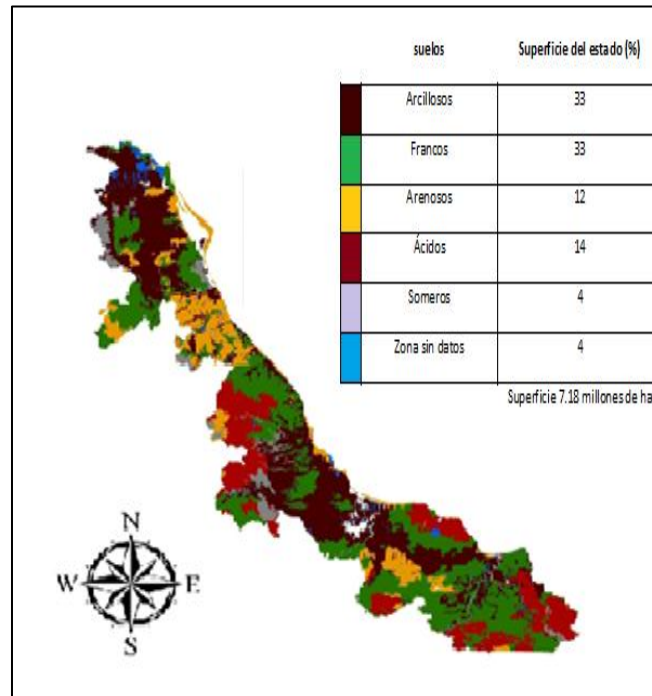 suelos Superficie del estado (%)
Arcillosos 33
Francos 33
Arenosos 12
Ácidos 14
Someros 4
Zona sin datos 4
Superficie 7.18 millones de ha
N
W E
S